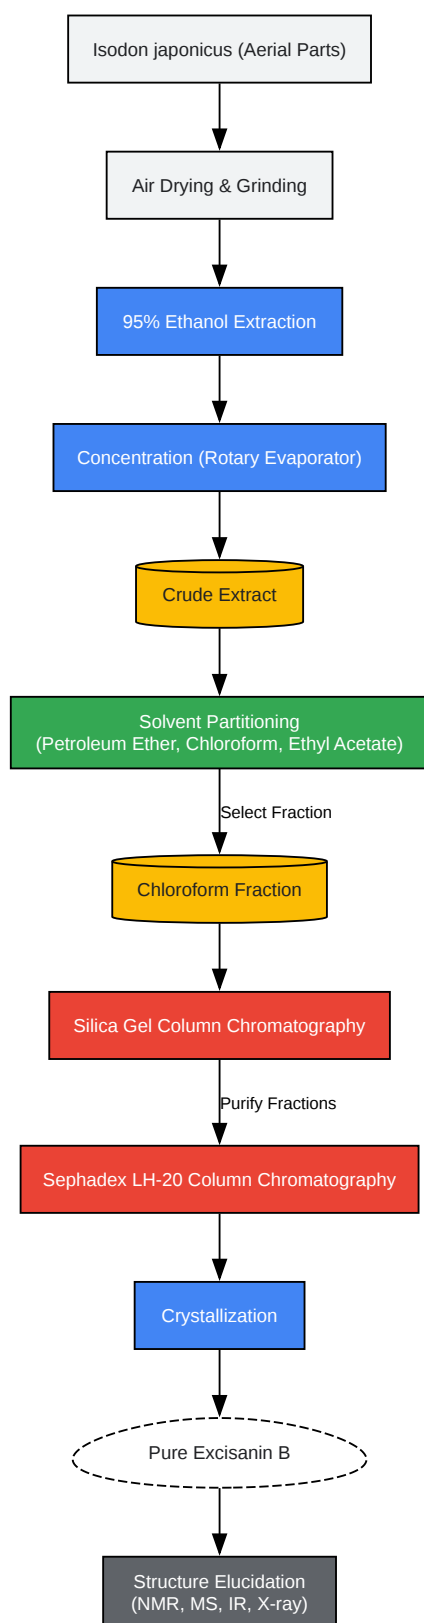 Isodon japonicus (Aerial Parts)
Air Drying & Grinding
95% Ethanol Extraction
Concentration (Rotary Evaporator)
Crude Extract
Solvent Partitioning
(Petroleum Ether, Chloroform, Ethyl Acetate)
Select Fraction
Chloroform Fraction
Silica Gel Column Chromatography
Purify Fractions
Sephadex LH-20 Column Chromatography
Crystallization
Pure Excisanin B
Structure Elucidation
(NMR, MS, IR, X-ray)